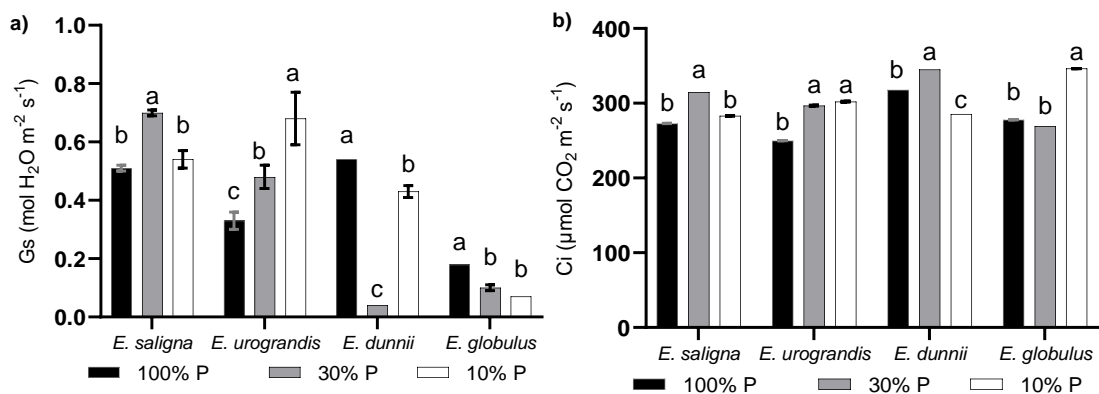 a)
Gs (mol H2O m-2 s-1)
1.0
0.8
0.6
0.4
0.2
0.0
b a b
c b a
a c b
a b b
E. saligna E. urograndis E. dunnii E. globulus
100% P 30% P 10% P
b)
Ci (µmol CO2 m-2 s-1)
400
300
200
100
0
b a b
b a a
b a c
b b a
E. saligna E. urograndis E. dunnii E. globulus
100% P 30% P 10% P